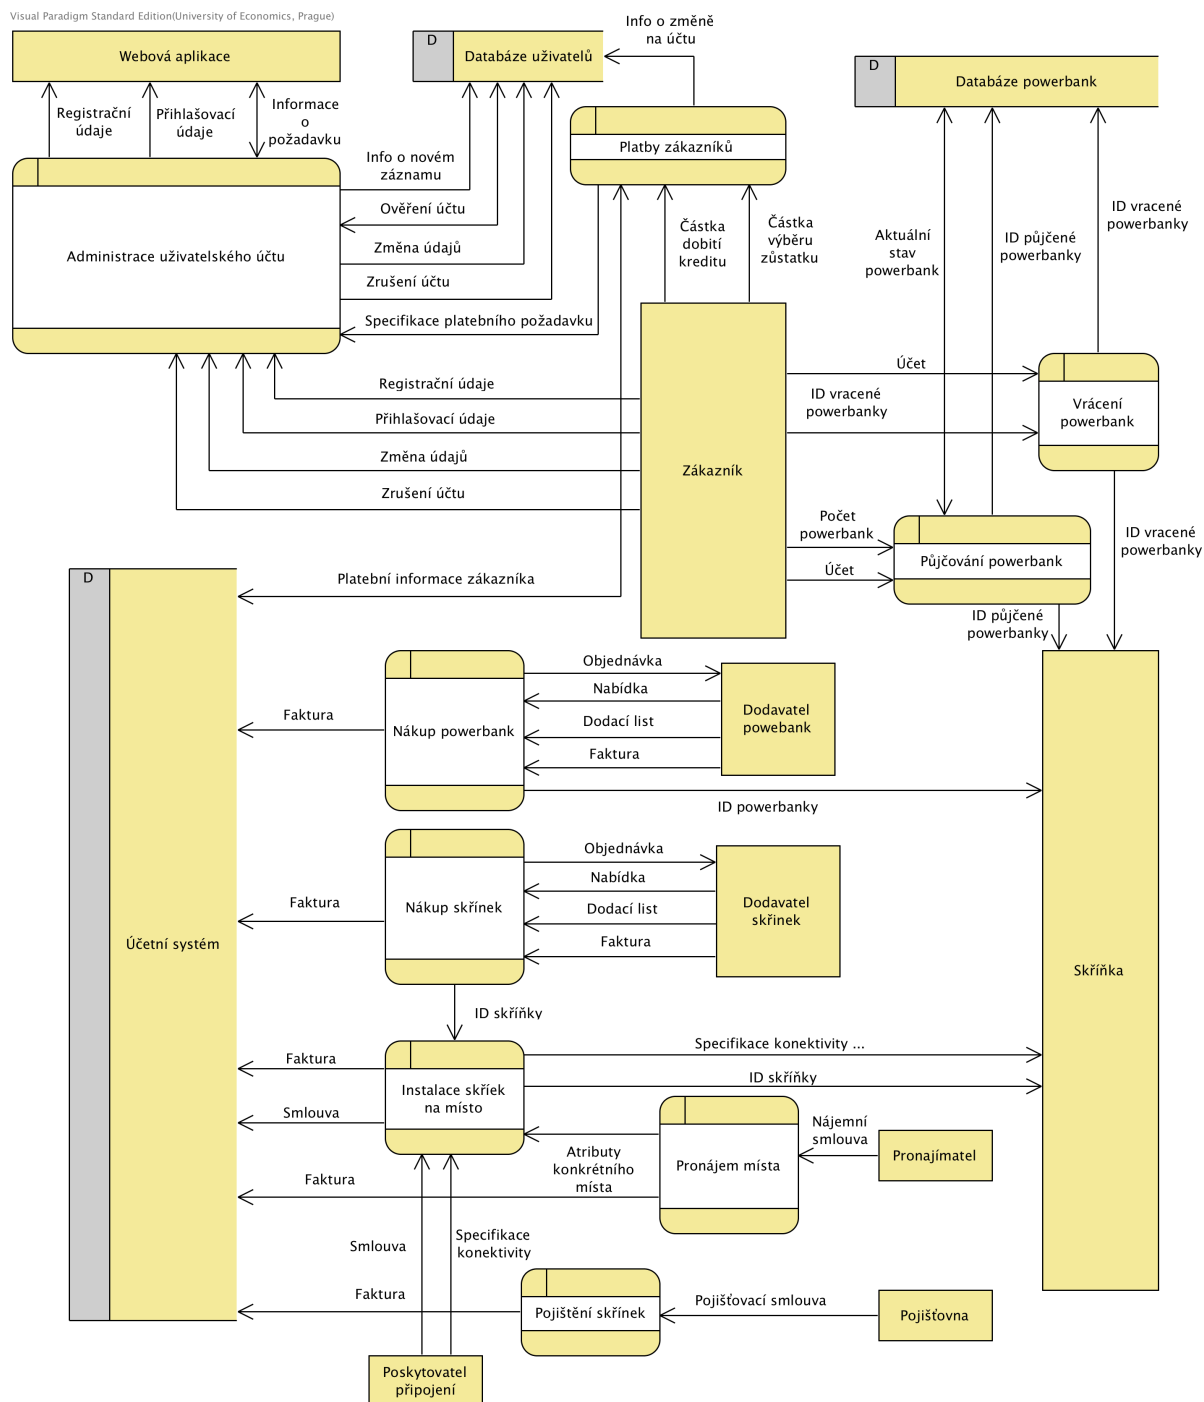 Visual Paradigm Standard Edition(University of Economics, Prague)
Webová aplikace
D
Databáze uživatelů
Info o změně
na účtu
D
Databáze powerbank
Registrační
údaje
Přihlašovací
údaje
Informace
o
požadavku
Platby zákazníků
Info o novém
záznamu
Ověření účtu
Změna údajů
Zrušení účtu
Specifikace platebního požadavku
Administrace uživatelského účtu
Částka
dobití
kreditu
Částka
výběru
zůstatku
Aktuální
stav
powerbank
ID půjčené
powerbanky
ID vracené
powerbanky
Registrační údaje
Přihlašovací údaje
Změna údajů
Zrušení účtu
Zákazník
Účet
ID vracené
powerbanky
Vrácení
powerbank
Počet
powerbank
Účet
Půjčování powerbank
ID vracené
powerbanky
ID půjčené
powerbanky
D
Platební informace zákazníka
Účetní systém
Faktura
Nákup powerbank
Objednávka
Nabídka
Dodací list
Faktura
Dodavatel
powebank
ID powerbanky
Faktura
Nákup skřínek
Objednávka
Nabídka
Dodací list
Faktura
Dodavatel
skřinek
Skříňka
ID skříňky
Faktura
Smlouva
Instalace skříek
na místo
Specifikace konektivity ...
ID skříňky
Atributy
konkrétního
místa
Pronájem místa
Nájemní
smlouva
Pronajímatel
Faktura
Smlouva
Specifikace
konektivity
Faktura
Pojištění skřínek
Pojišťovací smlouva
Pojišťovna
Poskytovatel
připojení